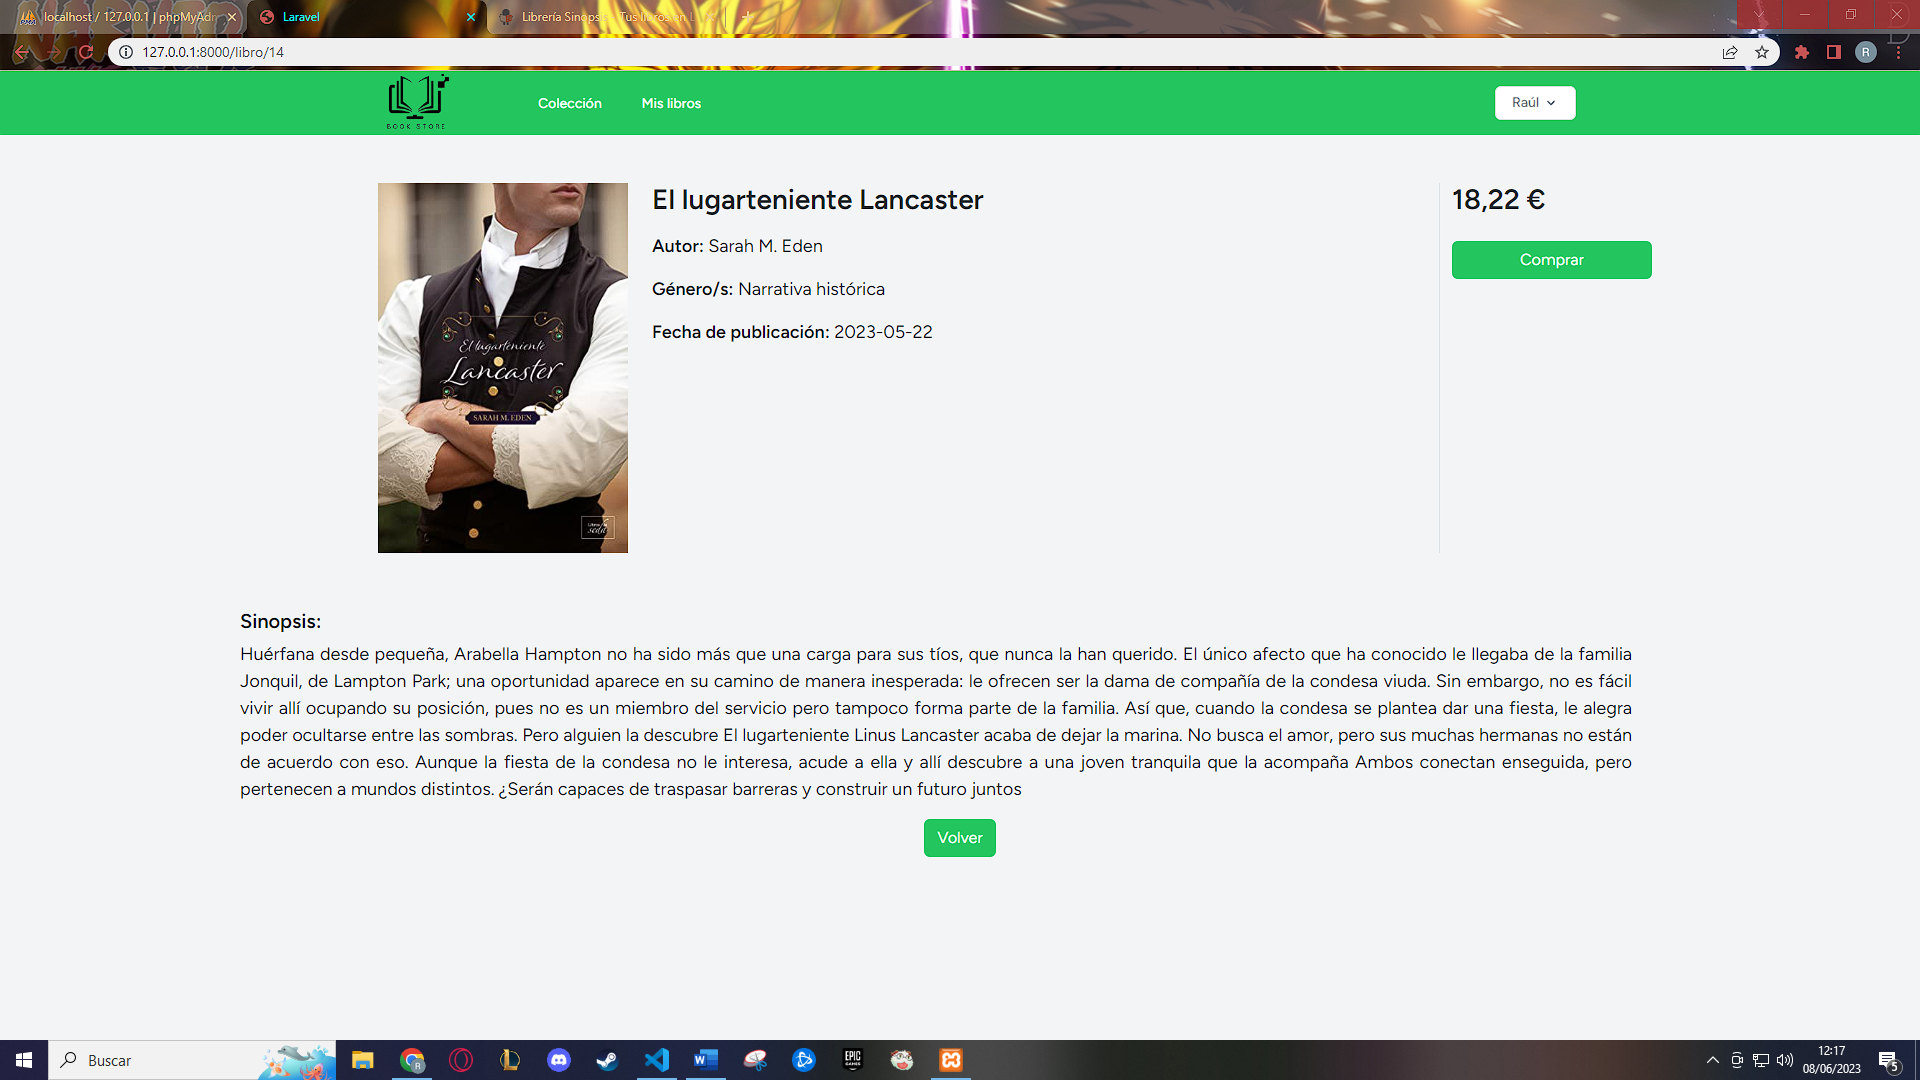 localhost / 127.0.0.1 | phpMyAdm
Laravel
Librería Sinopsis - Tus libros en L
127.0.0.1:8000/libro/14
R
BOOK STORE
Colección
Mis libros
Raúl
El lugarteniente
Lancaster
SARAH M. EDEN
Libros de
seda
El lugarteniente Lancaster
Autor: Sarah M. Eden
Género/s: Narrativa histórica
Fecha de publicación: 2023-05-22
18,22 €
Comprar
Sinopsis:
Huérfana desde pequeña, Arabella Hampton no ha sido más que una carga para sus tíos, que nunca la han querido. El único afecto que ha conocido le llegaba de la familia
Jonquil, de Lampton Park; una oportunidad aparece en su camino de manera inesperada: le ofrecen ser la dama de compañía de la condesa viuda. Sin embargo, no es fácil
vivir allí ocupando su posición, pues no es un miembro del servicio pero tampoco forma parte de la familia. Así que, cuando la condesa se plantea dar una fiesta, le alegra
poder ocultarse entre las sombras. Pero alguien la descubre El lugarteniente Linus Lancaster acaba de dejar la marina. No busca el amor, pero sus muchas hermanas no están
de acuerdo con eso. Aunque la fiesta de la condesa no le interesa, acude a ella y allí descubre a una joven tranquila que la acompaña Ambos conectan enseguida, pero
pertenecen a mundos distintos. ¿Serán capaces de traspasar barreras y construir un futuro juntos
Volver
Buscar
EPIC
GAMES
12:17
08/06/2023
5